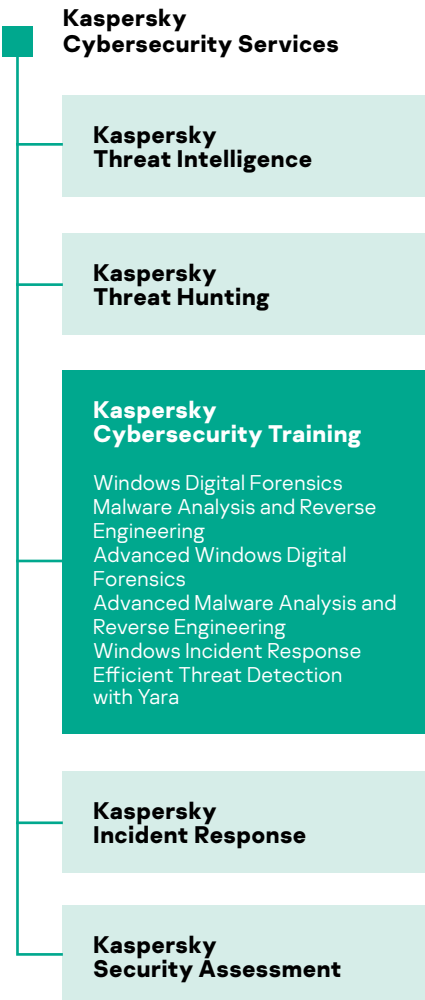 Kaspersky
Cybersecurity Services
Kaspersky
Threat Intelligence
Kaspersky
Threat Hunting
Kaspersky
Cybersecurity Training
Windows Digital Forensics
Malware Analysis and Reverse
Engineering
Advanced Windows Digital
Forensics
Advanced Malware Analysis and
Reverse Engineering
Windows Incident Response
Efficient Threat Detection
with Yara
Kaspersky
Incident Response
Kaspersky
Security Assessment